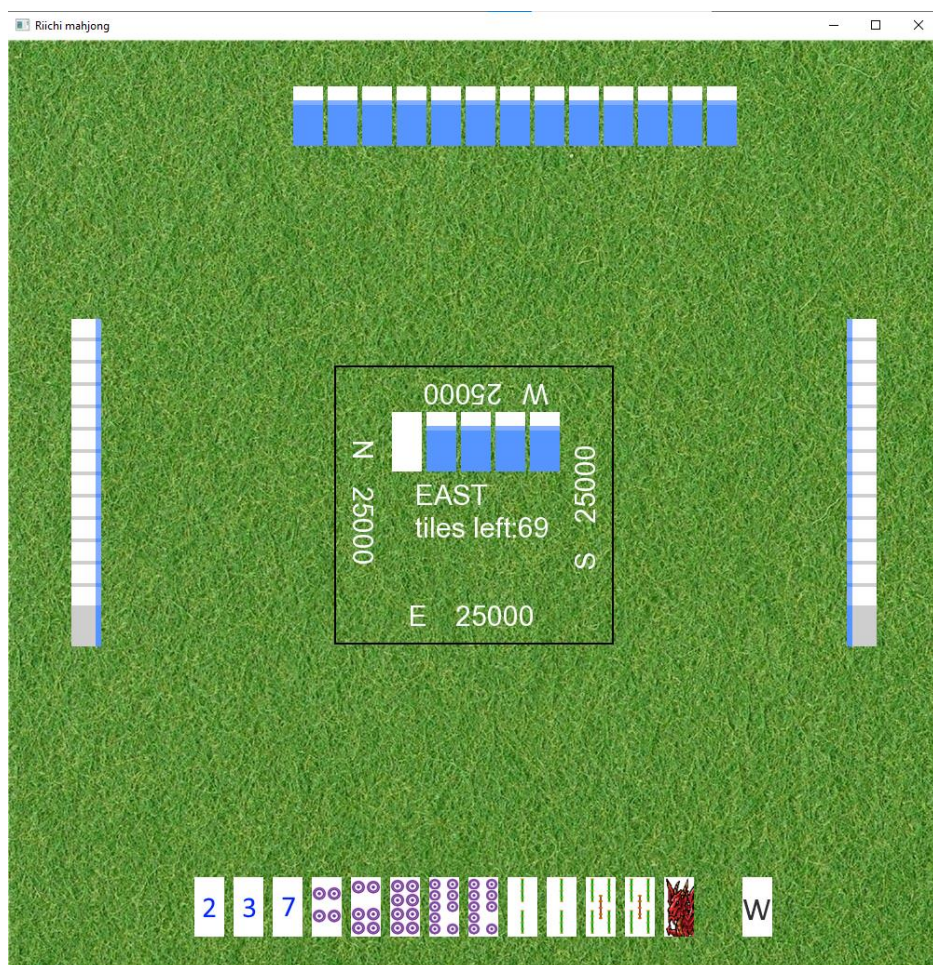 Riichi mahjong
W 25000
N 25000
S 25000
EAST
tiles left:69
E 25000
2 3 7 W